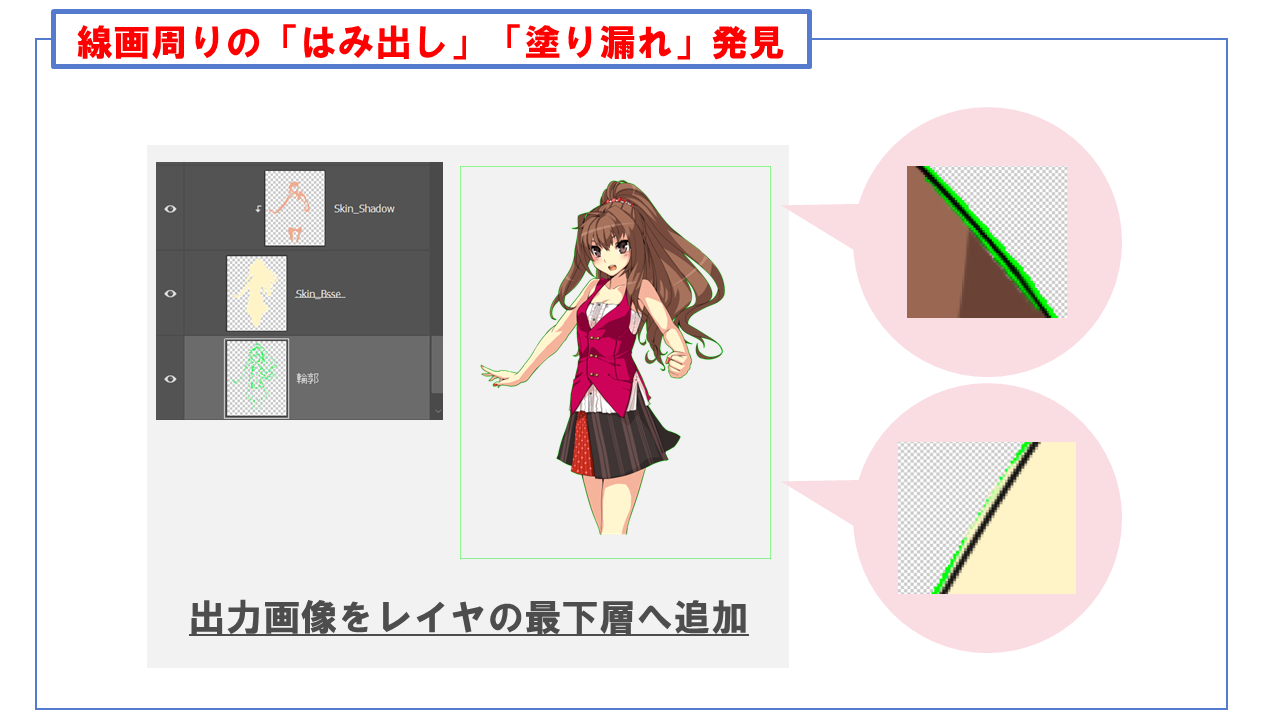 線画周りの「はみ出し」「塗り漏れ」発見
Skin_Shadow
Skin_Bsse
輪郭
出力画像をレイヤの最下層へ追加